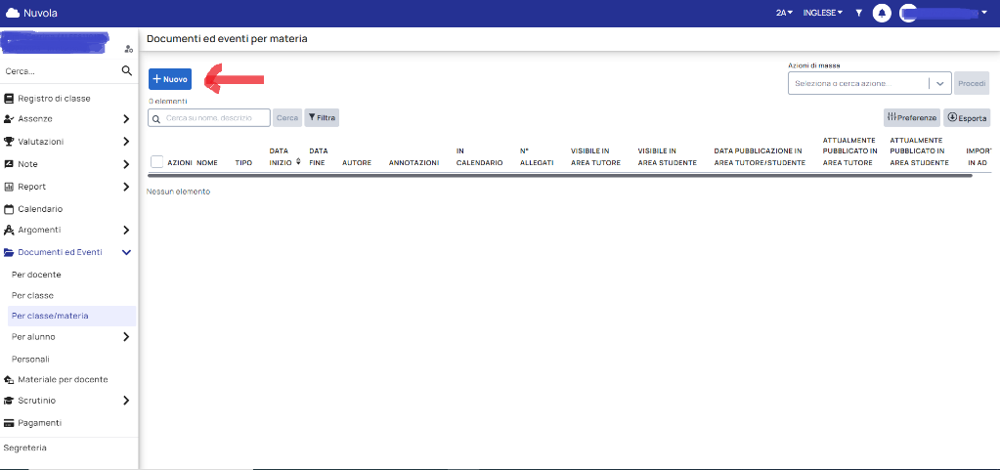 Nuvola
2A
INGLESE
Documenti ed eventi per materia
Cerca...
Registro di classe
Assenze
Valutazioni
Note
Report
Calendario
Argomenti
Documenti ed Eventi
Per docente
Per classe
Per classe/materia
Per alunno
Personali
Materiale per docente
Scrutinio
Pagamenti
Segreteria
+ Nuovo
Azioni di massa
Seleziona o cerca azione...
Procedi
0 elementi
Cerca su nome, descrizio
Cerca
Filtra
Preferenze
Esporta
AZIONI
NOME
TIPO
DATA INIZIO
DATA FINE
AUTORE
ANNOTAZIONI
IN CALENDARIO
N° ALLEGATI
VISIBILE IN AREA TUTORE
VISIBILE IN AREA STUDENTE
DATA PUBBLICAZIONE IN AREA TUTORE/STUDENTE
ATTUALMENTE PUBBLICATO IN AREA TUTORE
ATTUALMENTE PUBBLICATO IN AREA STUDENTE
IMPORT IN AD
Nessun elemento